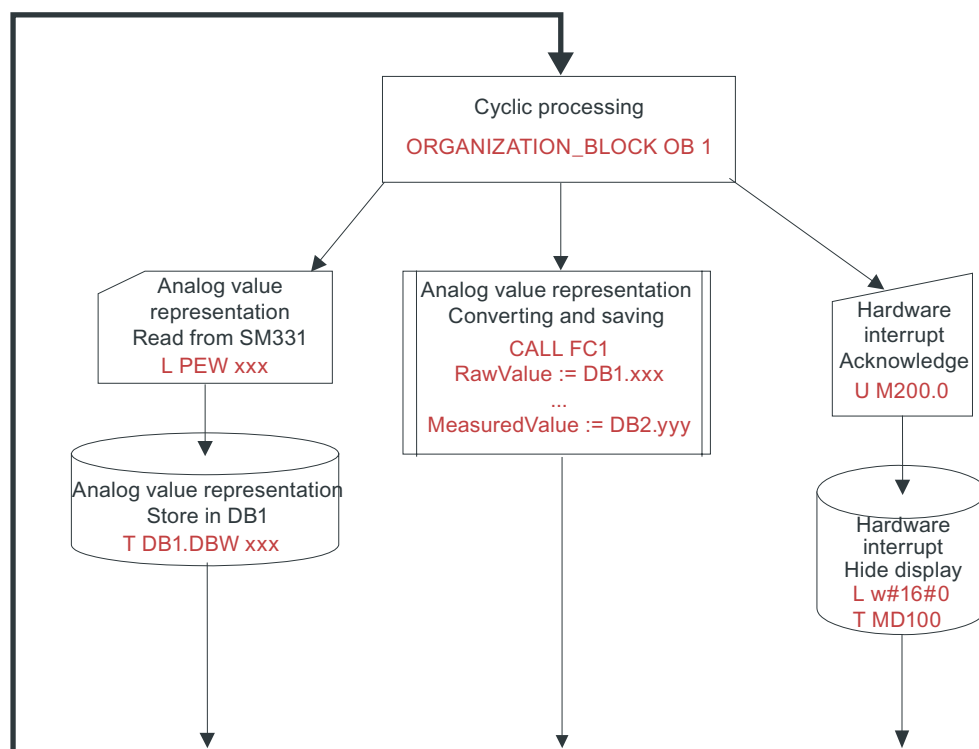 Cyclic processing
ORGANIZATION_BLOCK OB 1
Analog value
representation
Read from SM331
L PEW xxx
Analog value representation
Store in DB1
T DB1.DBW xxx
Analog value representation
Converting and saving
CALL FC1
RawValue := DB1.xxx
...
MeasuredValue := DB2.yyy
Hardware
interrupt
Acknowledge
U M200.0
Hardware
interrupt
Hide display
L w#16#0
T MD100